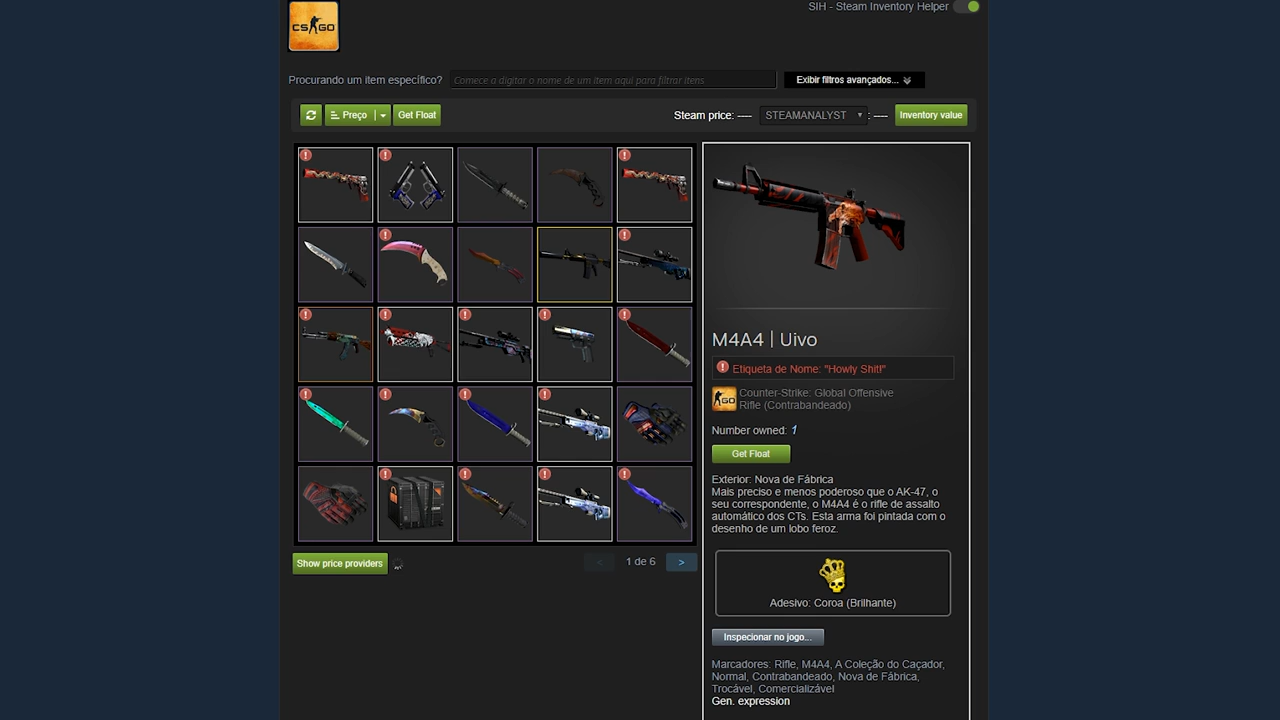 SIH - Steam Inventory Helper
CS GO
Procurando um item específico?
Comece a digitar o nome de um item aqui para filtrar itens
Exibir filtros avançados...
Preço
Get Float
Steam price: ----
STEAMANALYST
: ----
Inventory value
M4A4 | Uivo
Etiqueta de Nome: "Howly Shit!"
GO
Counter-Strike: Global Offensive
Rifle (Contrabandeado)
Number owned: 1
Get Float
Exterior: Nova de Fábrica
Mais preciso e menos poderoso que o AK-47, o
seu correspondente, o M4A4 é o rifle de assalto
automático dos CTs. Esta arma foi pintada com o
desenho de um lobo feroz.
Show price providers
<
1 de 6
>
Adesivo: Coroa (Brilhante)
Inspecionar no jogo...
Marcadores: Rifle, M4A4, A Coleção do Caçador,
Normal, Contrabandeado, Nova de Fábrica,
Trocável, Comercializável
Gen. expression